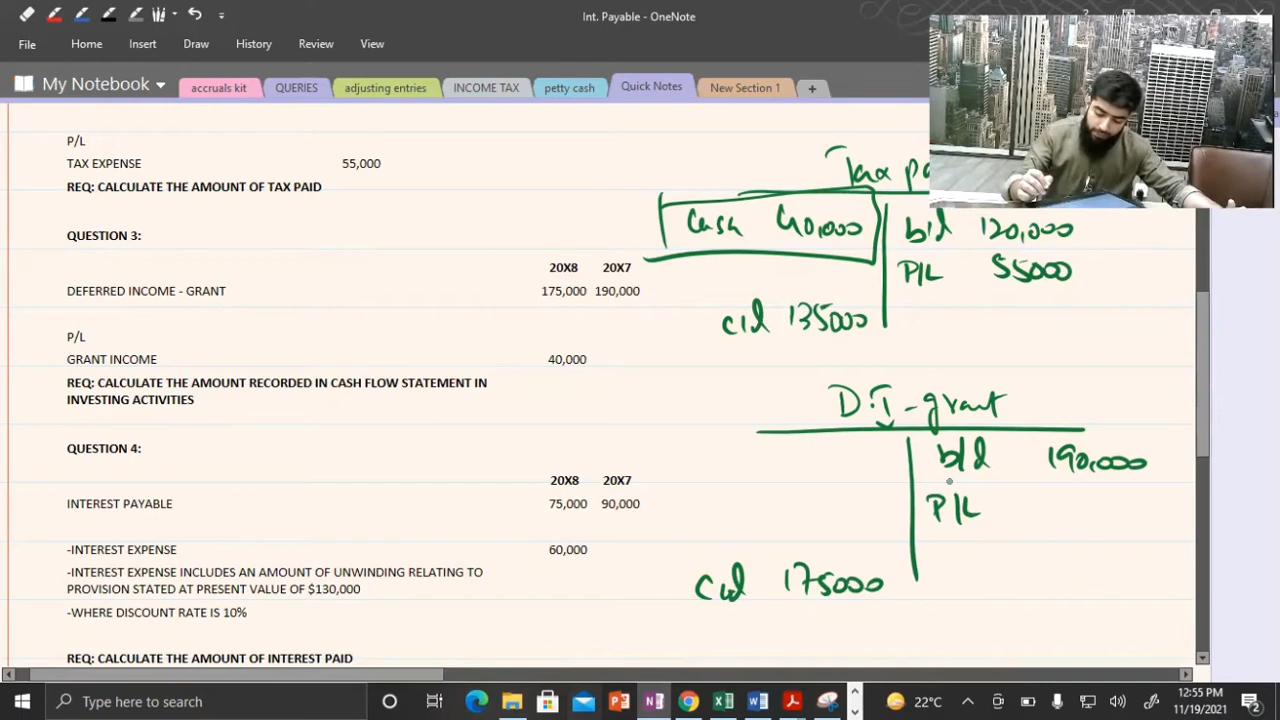 Int. Payable - OneNote
File Home Insert Draw History Review View
My Notebook accruals kit QUERIES adjusting entries INCOMETAX petty cash Quick Notes New Section 1 +
P/L
TAX EXPENSE 55,000
REQ: CALCULATE THE AMOUNT OF TAX PAID
QUESTION 3:
20X8 20X7
DEFERRED INCOME - GRANT 175,000 190,000
P/L
GRANT INCOME 40,000
REQ: CALCULATE THE AMOUNT RECORDED IN CASH FLOW STATEMENT IN
INVESTING ACTIVITIES
QUESTION 4:
20X8 20X7
INTEREST PAYABLE 75,000 90,000
-INTEREST EXPENSE 60,000
-INTEREST EXPENSE INCLUDES AN AMOUNT OF UNWINDING RELATING TO
PROVISION STATED AT PRESENT VALUE OF $130,000
-WHERE DISCOUNT RATE IS 10%
REQ: CALCULATE THE AMOUNT OF INTEREST PAID
Tax pa
Cash 40,000 b/d 120,000
P/L 55000
c/d 135000
D.I - grant
b/d 190,000
P/L
c/d 175000
Type here to search
22°C
12:55 PM
11/19/2021
2